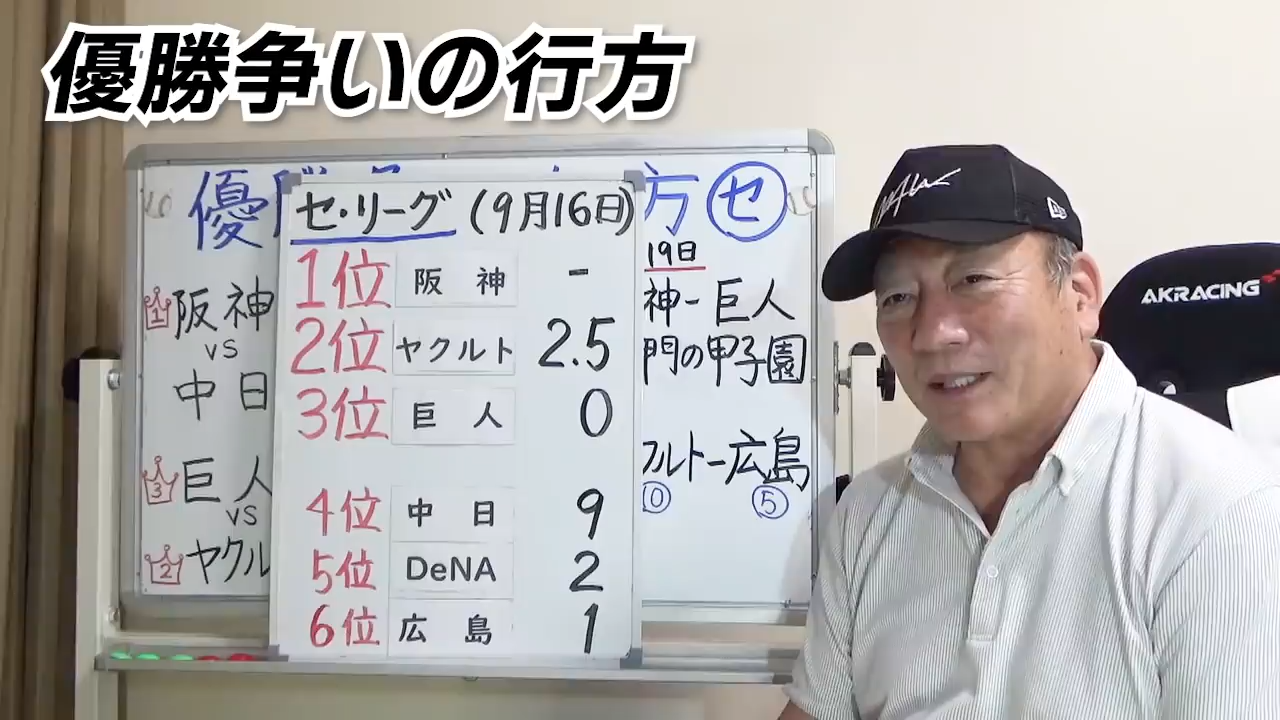 優勝争いの行方
優
方 セ
セ・リーグ (9月16日)
1位 阪神 -
2位 ヤクルト 2.5
3位 巨人 0
4位 中日 9
5位 DeNA 2
6位 広島 1
1 阪神
vs
中日
3 巨人
vs
2 ヤクル
19日
神-巨人
門の甲子園
ルトー広島
0 5
AKRACING